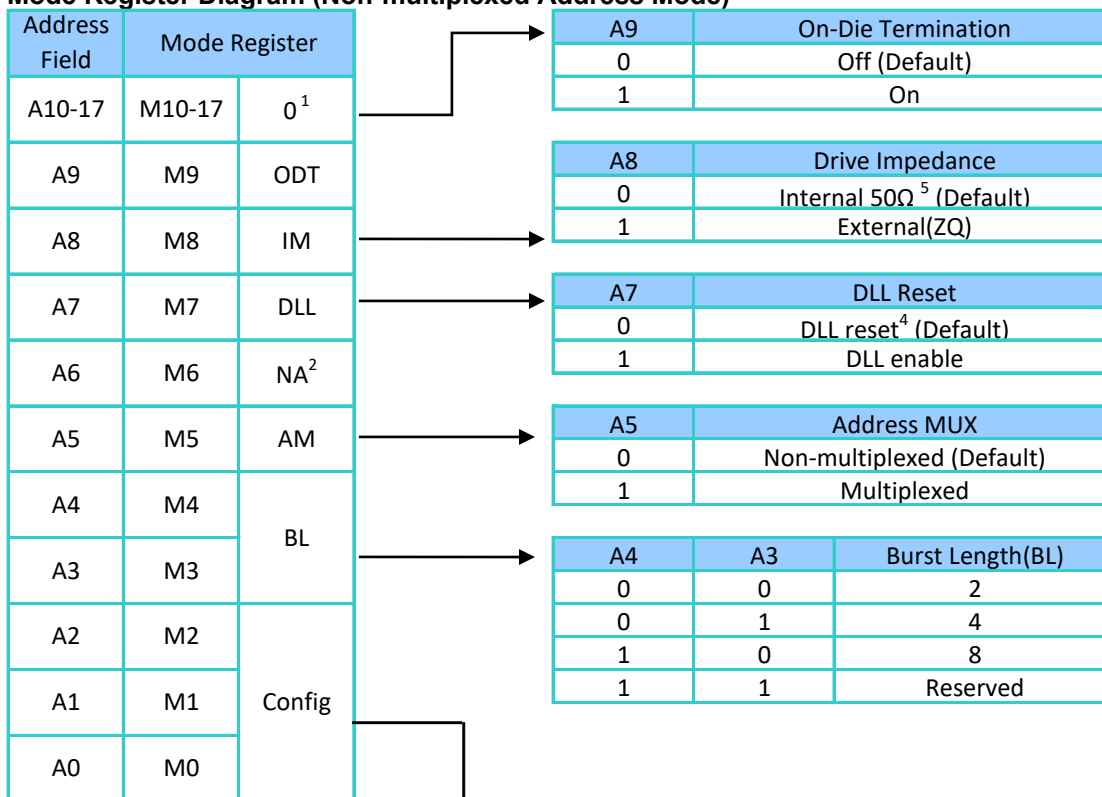 Mode Register Diagram (Non-multiplexed Address Mode)
Address Field Mode Register
A10-17 M10-17 0¹
A9 M9 ODT
A8 M8 IM
A7 M7 DLL
A6 M6 NA²
A5 M5 AM
A4 M4 BL
A3 M3
A2 M2 Config
A1 M1
A0 M0
A9 On-Die Termination
0 Off (Default)
1 On
A8 Drive Impedance
0 Internal 50Ω ⁵ (Default)
1 External(ZQ)
A7 DLL Reset
0 DLL reset⁴ (Default)
1 DLL enable
A5 Address MUX
0 Non-multiplexed (Default)
1 Multiplexed
A4 A3 Burst Length(BL)
0 0 2
0 1 4
1 0 8
1 1 Reserved